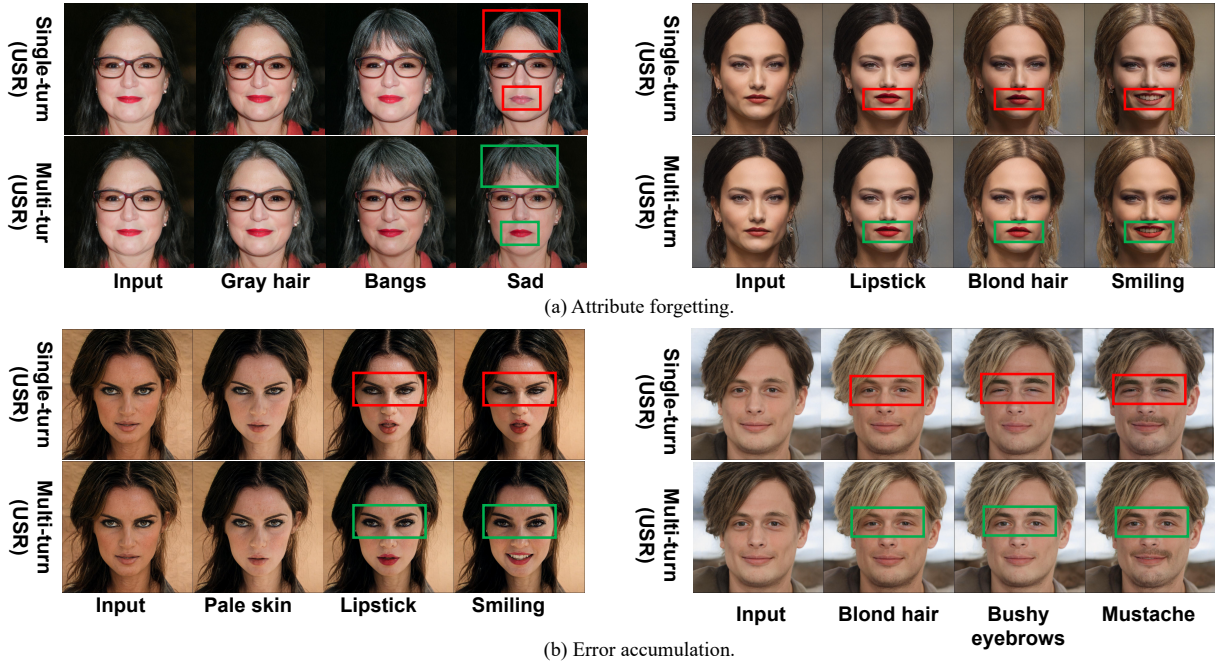 Single-turn
(USR)
Multi-tur
(USR)
Input Gray hair Bangs Sad
Single-turn
(USR)
Multi-turn
(USR)
Input Lipstick Blond hair Smiling
(a) Attribute forgetting.
Single-turn
(USR)
Multi-turn
(USR)
Input Pale skin Lipstick Smiling
Single-turn
(USR)
Multi-turn
(USR)
Input Blond hair Bushy eyebrows Mustache
(b) Error accumulation.